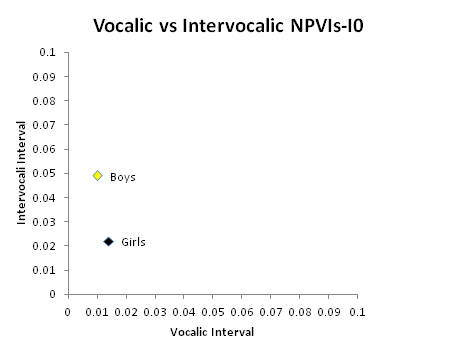 Vocalic vs Intervocalic NPVIs-I0
0.1
0.09
0.08
0.07
0.06
0.05
0.04
0.03
0.02
0.01
0
Intervocali Interval
Boys
Girls
0 0.01 0.02 0.03 0.04 0.05 0.06 0.07 0.08 0.09 0.1
Vocalic Interval